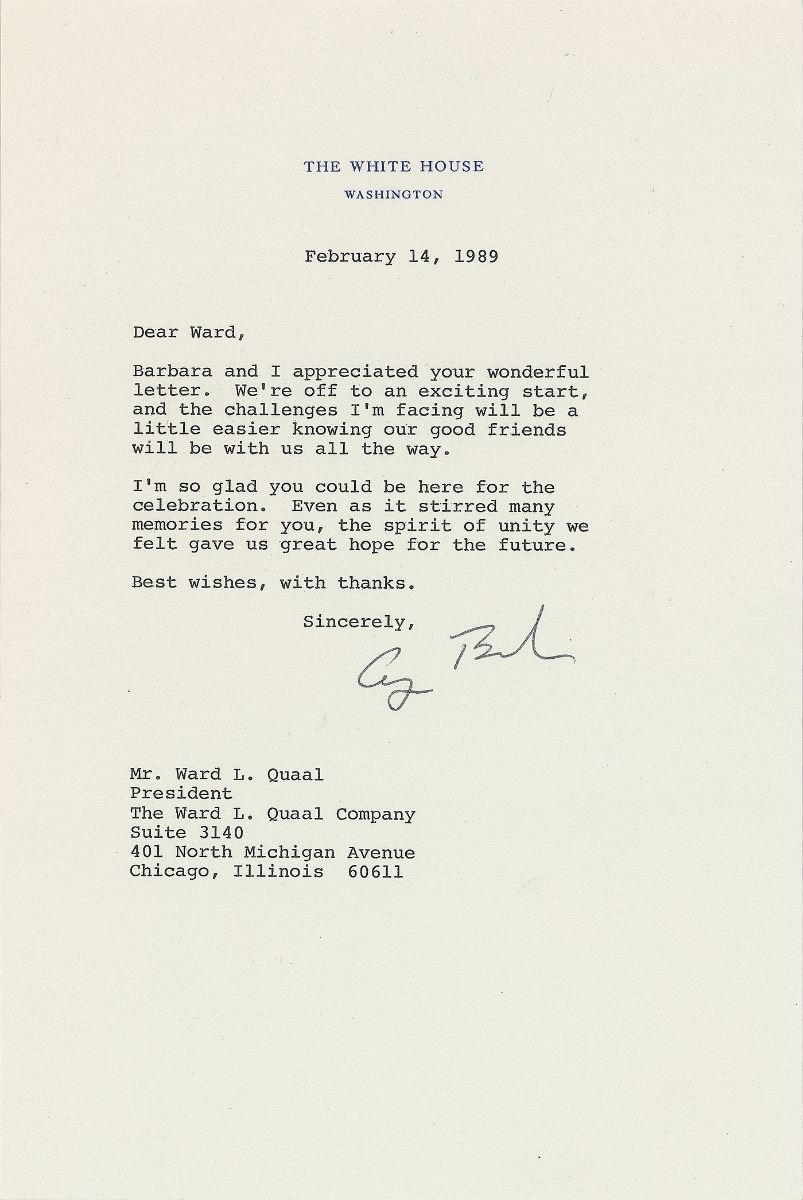 THE WHITE HOUSE
WASHINGTON
February 14, 1989
Dear Ward,
Barbara and I appreciated your wonderful
letter.  We're off to an exciting start,
and the challenges I'm facing will be a
little easier knowing our good friends
will be with us all the way.
I'm so glad you could be here for the
celebration.  Even as it stirred many
memories for you, the spirit of unity we
felt gave us great hope for the future.
Best wishes, with thanks.
Sincerely,
G Bush
Mr. Ward L. Quaal
President
The Ward L. Quaal Company
Suite 3140
401 North Michigan Avenue
Chicago, Illinois  60611